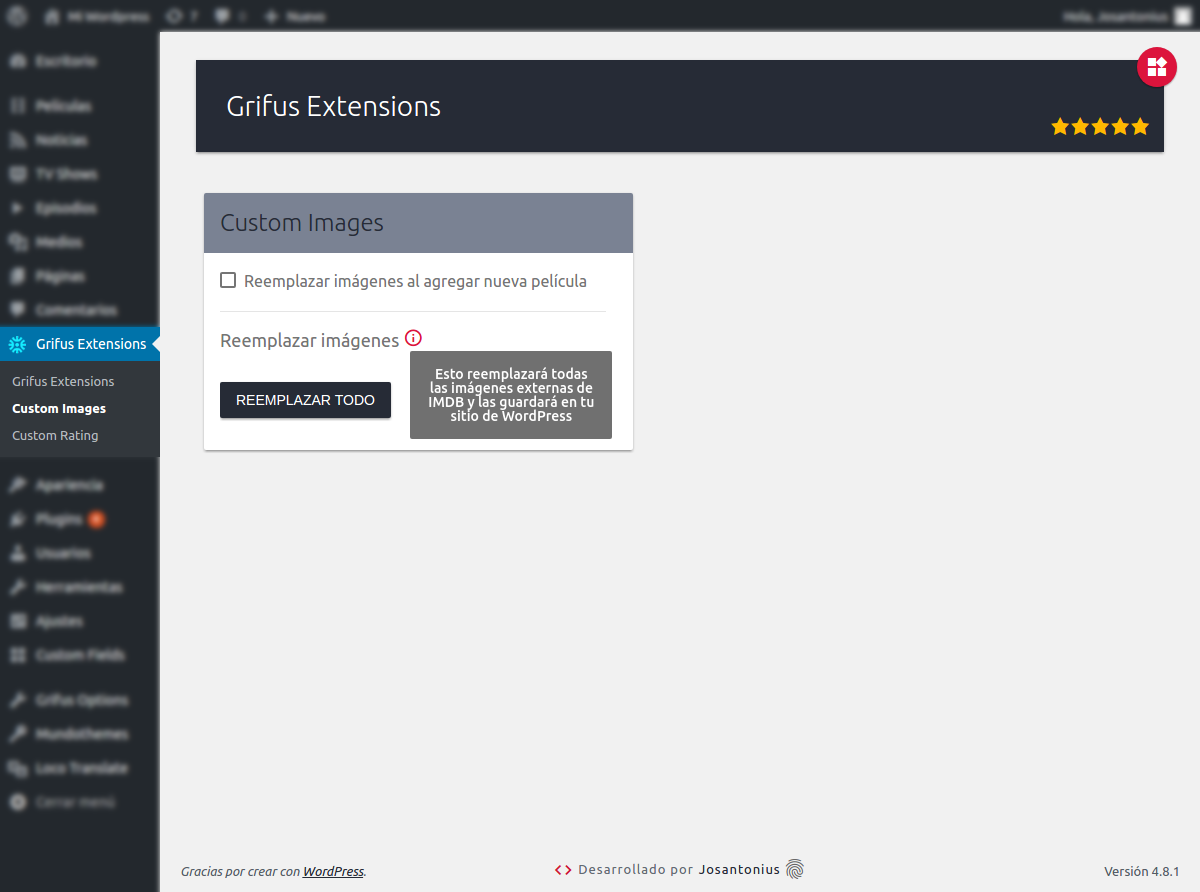 Mi Wordpress
7
Nuevo
Hola, Josantonius
Escritorio
Películas
Noticias
TV Shows
Episodios
Medios
Páginas
Comentarios
Grifus Extensions
Grifus Extensions
Custom Images
Custom Rating
Apariencia
Plugins
Usuarios
Herramientas
Ajustes
Custom Fields
Grifus Options
Mundothemes
Loco Translate
Cerrar menú
Grifus Extensions
Custom Images
Reemplazar imágenes al agregar nueva película
Reemplazar imágenes
REEMPLAZAR TODO
Esto reemplazará todas
las imágenes externas de
IMDB y las guardará en tu
sitio de WordPress
Gracias por crear con WordPress.
Desarrollado por Josantonius
Versión 4.8.1